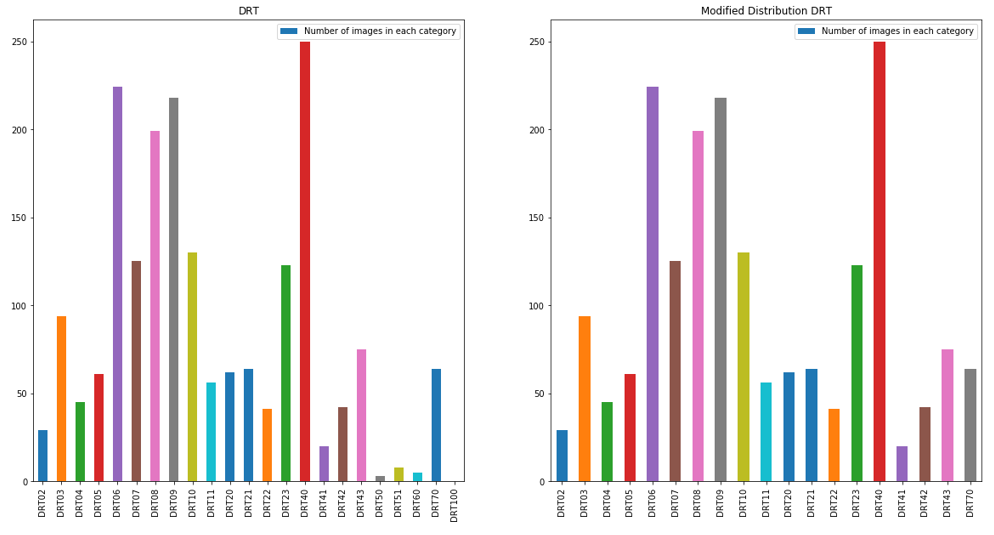 DRT
Number of images in each category
250
200
150
100
50
0
DRT02
DRT03
DRT04
DRT05
DRT06
DRT07
DRT08
DRT09
DRT10
DRT11
DRT20
DRT21
DRT22
DRT23
DRT40
DRT41
DRT42
DRT43
DRT50
DRT51
DRT60
DRT70
DRT100
Modified Distribution DRT
Number of images in each category
250
200
150
100
50
0
DRT02
DRT03
DRT04
DRT05
DRT06
DRT07
DRT08
DRT09
DRT10
DRT11
DRT20
DRT21
DRT22
DRT23
DRT40
DRT41
DRT42
DRT43
DRT70